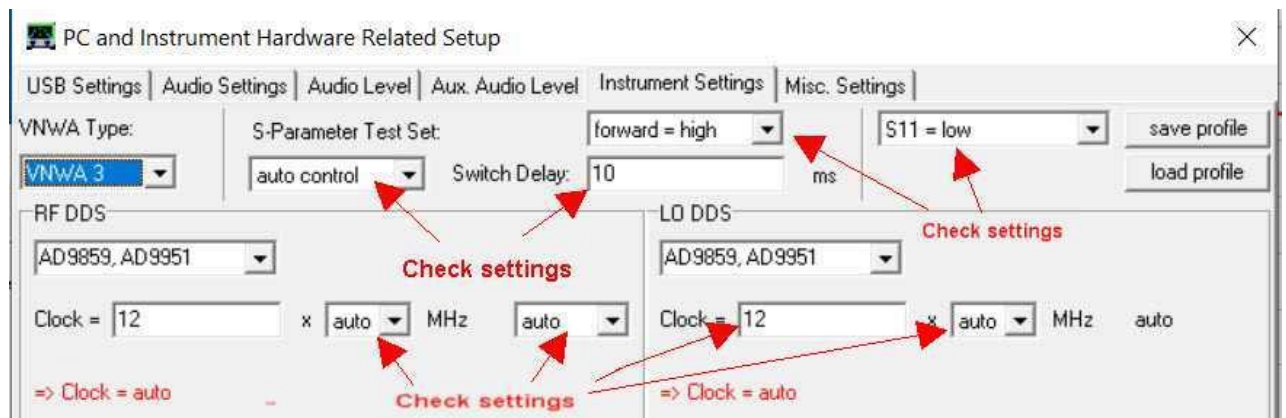 PC and Instrument Hardware Related Setup
USB Settings Audio Settings Audio Level Aux. Audio Level Instrument Settings Misc. Settings
VNWA Type: S-Parameter Test Set: forward = high S11 = low save profile
VNWA 3 auto control Switch Delay: 10 ms load profile
RF DDS LO DDS
Check settings
AD9859, AD9951 Check settings AD9859, AD9951
Clock = 12 x auto MHz auto Clock = 12 x auto MHz auto
=> Clock = auto Check settings => Clock = auto